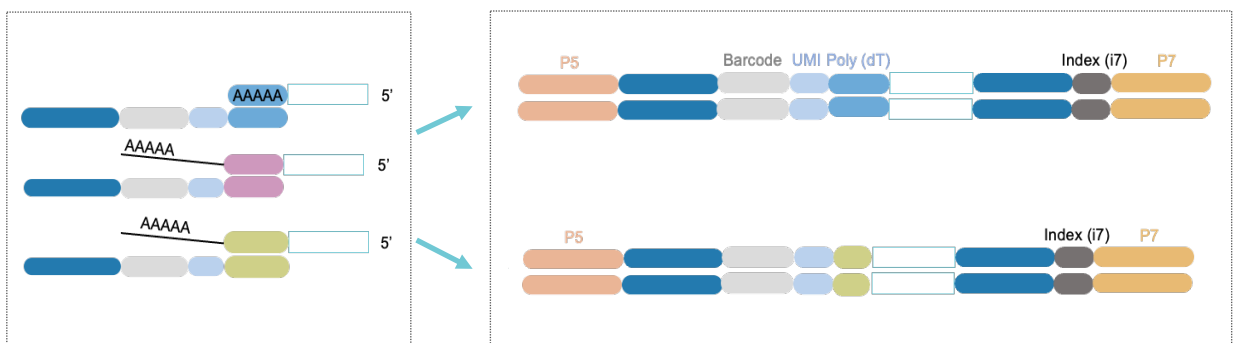 AAAAA 5’
AAAAA 5’
AAAAA 5’
P5 Barcode UMI Poly (dT) Index (i7) P7
P5 Index (i7) P7